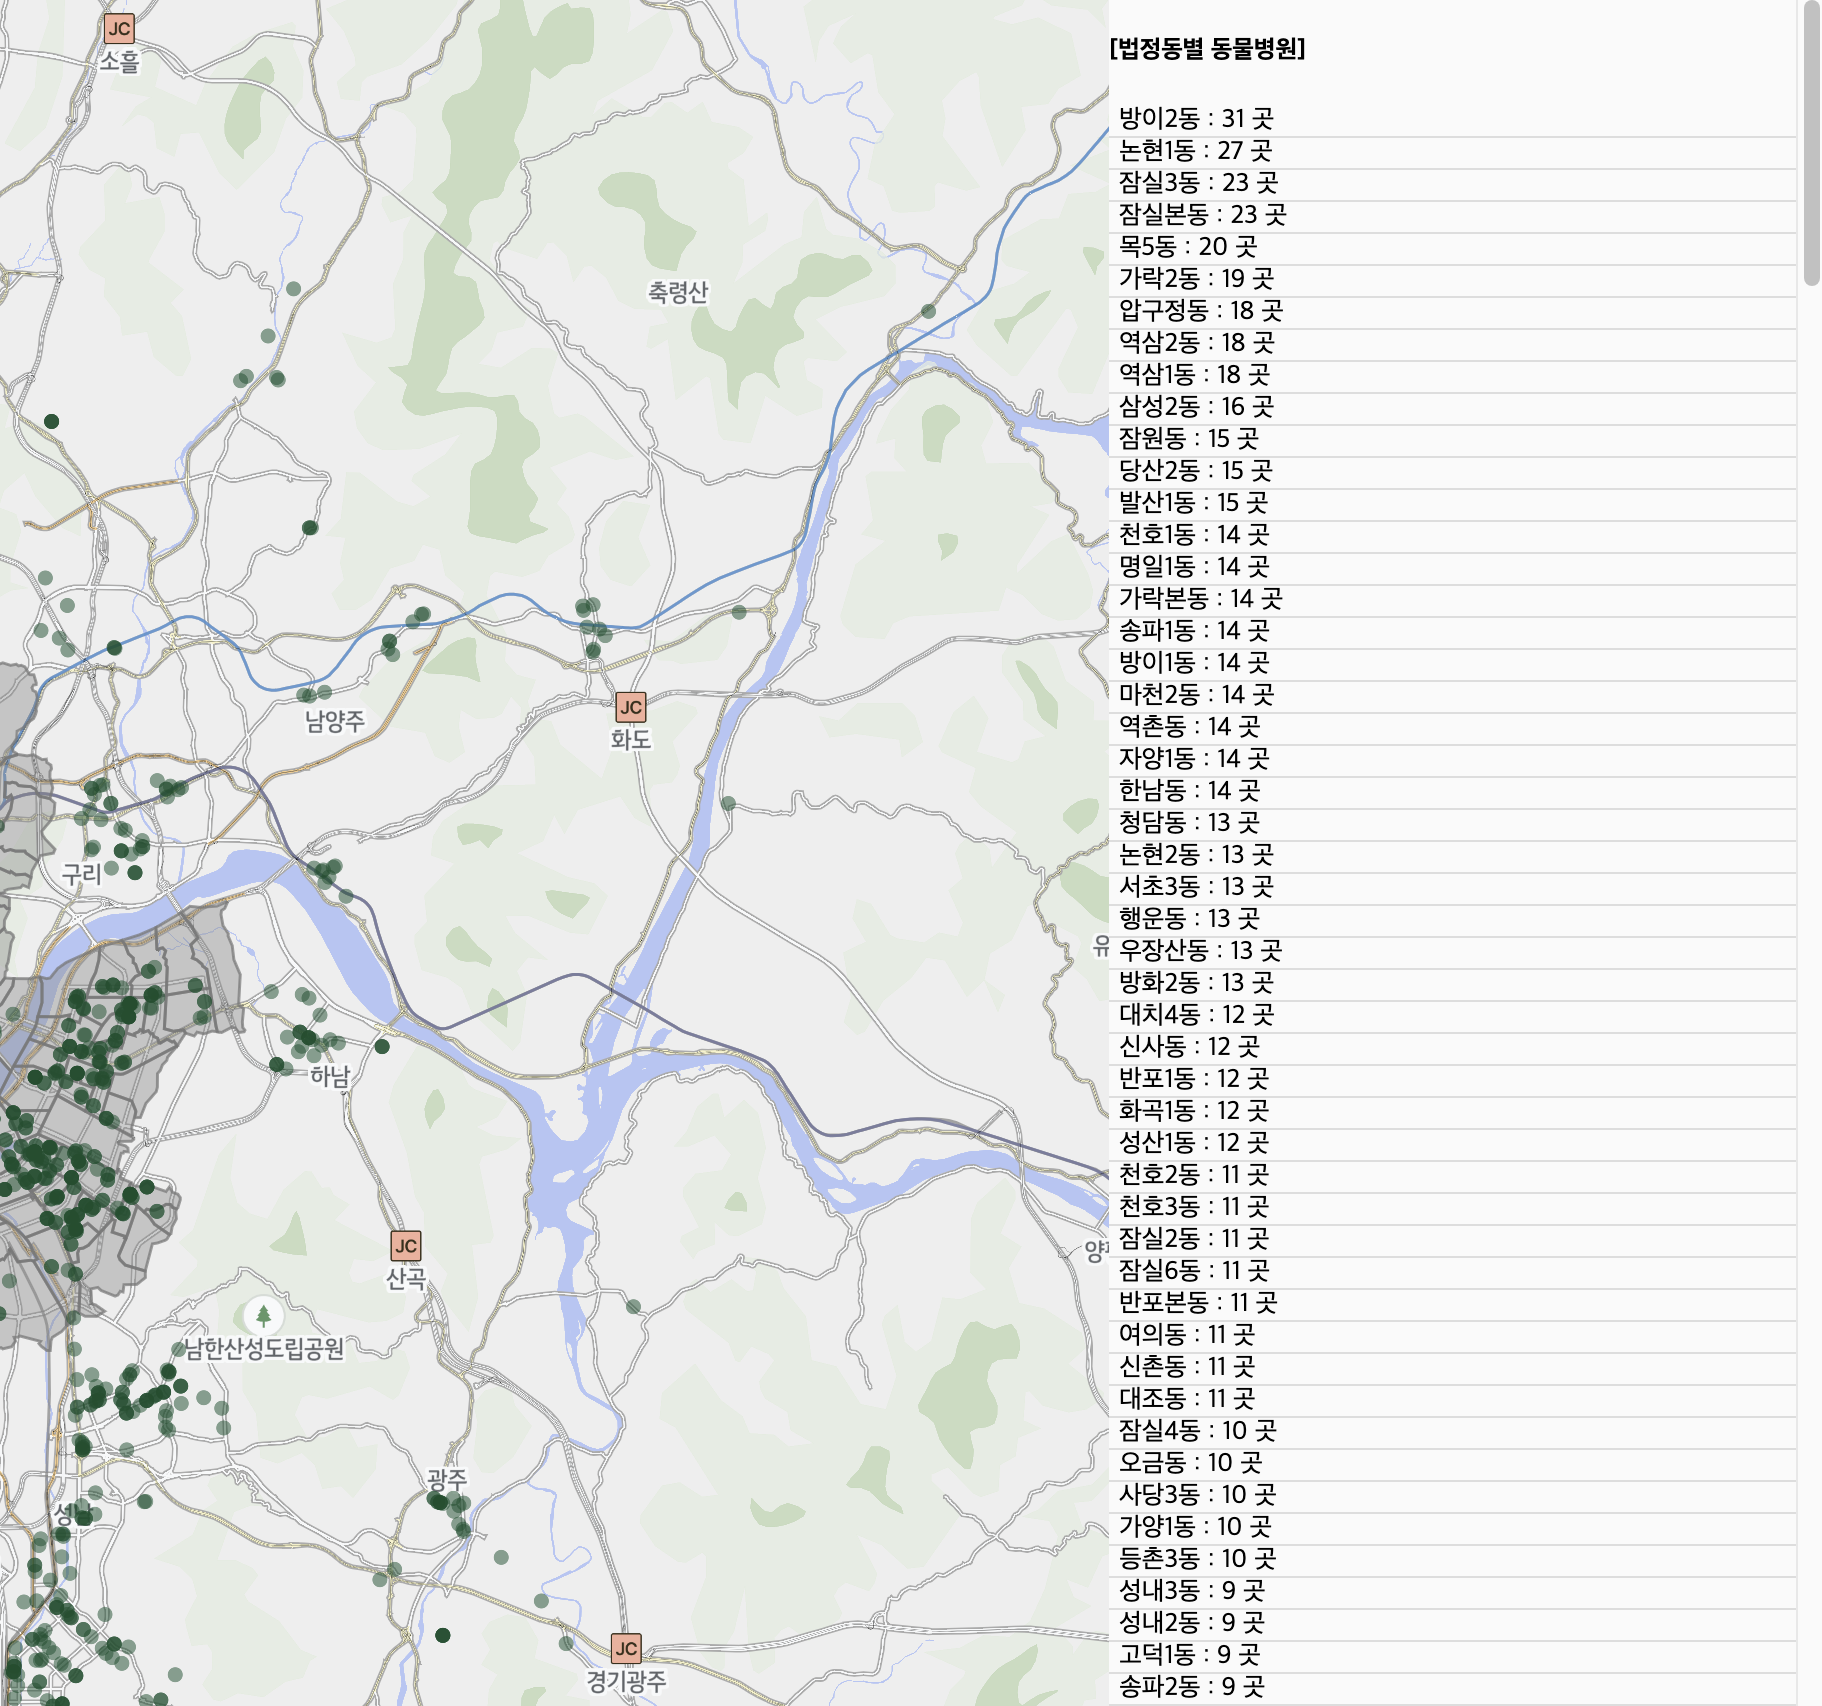 JC
소흘
축령산
남양주
JC
화도
구리
유
하남
양
JC
산곡
남한산성도립공원
광주
성남
JC
경기광주
[법정동별 동물병원]
방이2동 : 31 곳
논현1동 : 27 곳
잠실3동 : 23 곳
잠실본동 : 23 곳
목5동 : 20 곳
가락2동 : 19 곳
압구정동 : 18 곳
역삼2동 : 18 곳
역삼1동 : 18 곳
삼성2동 : 16 곳
잠원동 : 15 곳
당산2동 : 15 곳
발산1동 : 15 곳
천호1동 : 14 곳
명일1동 : 14 곳
가락본동 : 14 곳
송파1동 : 14 곳
방이1동 : 14 곳
마천2동 : 14 곳
역촌동 : 14 곳
자양1동 : 14 곳
한남동 : 14 곳
청담동 : 13 곳
논현2동 : 13 곳
서초3동 : 13 곳
행운동 : 13 곳
우장산동 : 13 곳
방화2동 : 13 곳
대치4동 : 12 곳
신사동 : 12 곳
반포1동 : 12 곳
화곡1동 : 12 곳
성산1동 : 12 곳
천호2동 : 11 곳
천호3동 : 11 곳
잠실2동 : 11 곳
잠실6동 : 11 곳
반포본동 : 11 곳
여의동 : 11 곳
신촌동 : 11 곳
대조동 : 11 곳
잠실4동 : 10 곳
오금동 : 10 곳
사당3동 : 10 곳
가양1동 : 10 곳
등촌3동 : 10 곳
성내3동 : 9 곳
성내2동 : 9 곳
고덕1동 : 9 곳
송파2동 : 9 곳